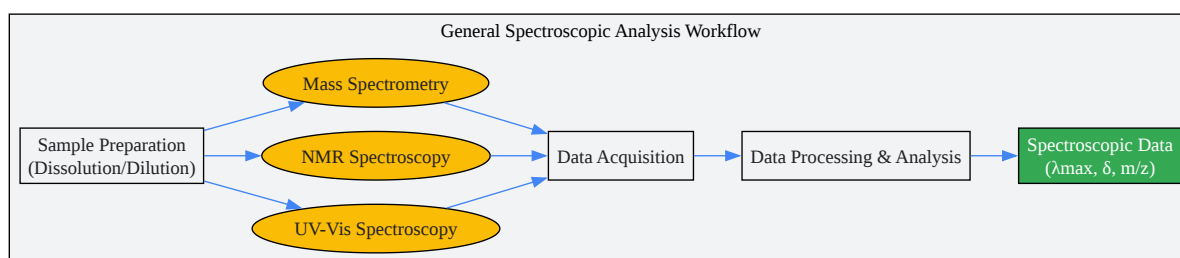 General Spectroscopic Analysis Workflow
Mass Spectrometry
Sample Preparation
(Dissolution/Dilution)
NMR Spectroscopy
UV-Vis Spectroscopy
Data Acquisition
Data Processing & Analysis
Spectroscopic Data
(λmax, δ, m/z)